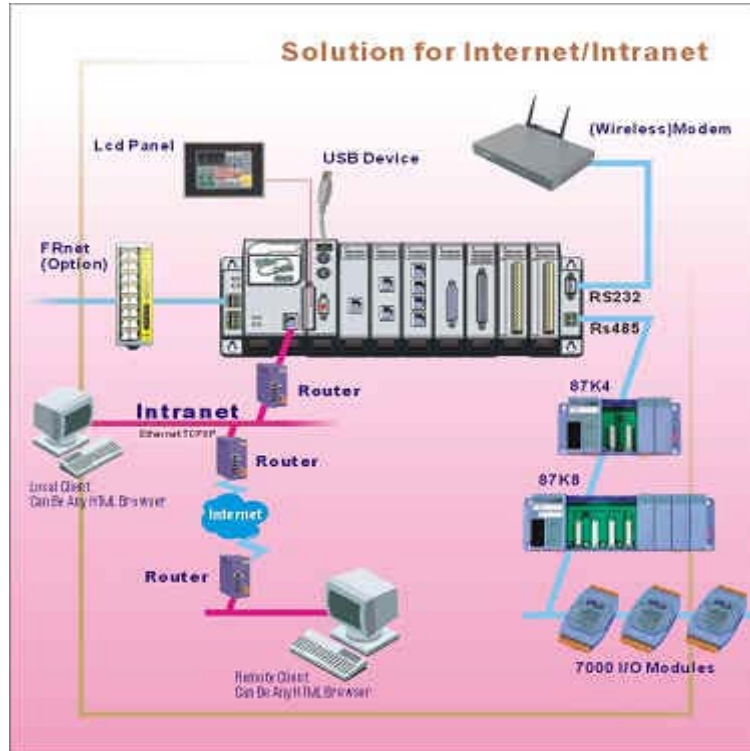 Solution for Internet/Intranet
(Wireless)Modem
Lcd Panel
USB Device
FRnet
(Option)
RS232
Rs485
87K4
Router
Intranet
Ethernet TCP/IP
Router
Local Client
Can Be Any HTML Browser
87K8
Internet
Router
7000 I/O Modules
Remote Client
Can Be Any HTML Browser